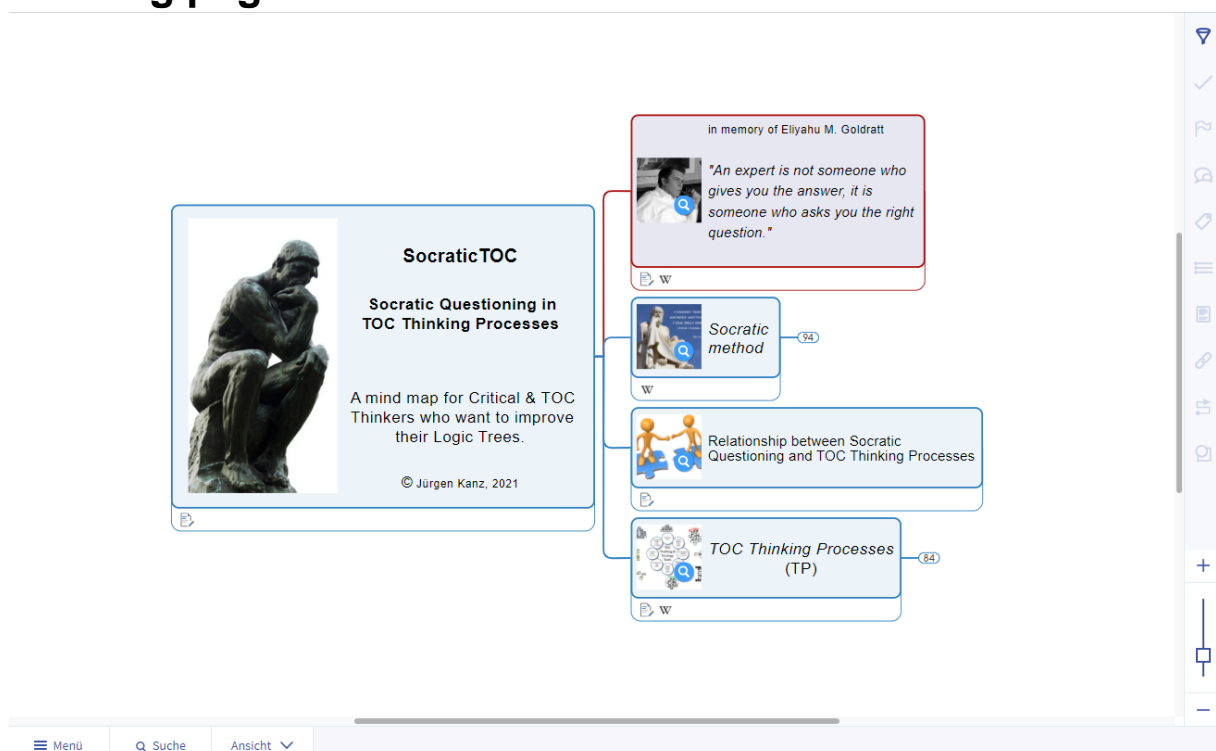 SocraticTOC
Socratic Questioning in
TOC Thinking Processes
A mind map for Critical & TOC
Thinkers who want to improve
their Logic Trees.
© Jürgen Kanz, 2021
in memory of Eliyahu M. Goldratt
"An expert is not someone who
gives you the answer, it is
someone who asks you the right
question."
W
Socratic
method
94
W
Relationship between Socratic
Questioning and TOC Thinking Processes
TOC Thinking Processes
(TP)
84
W
Menü
Suche
Ansicht